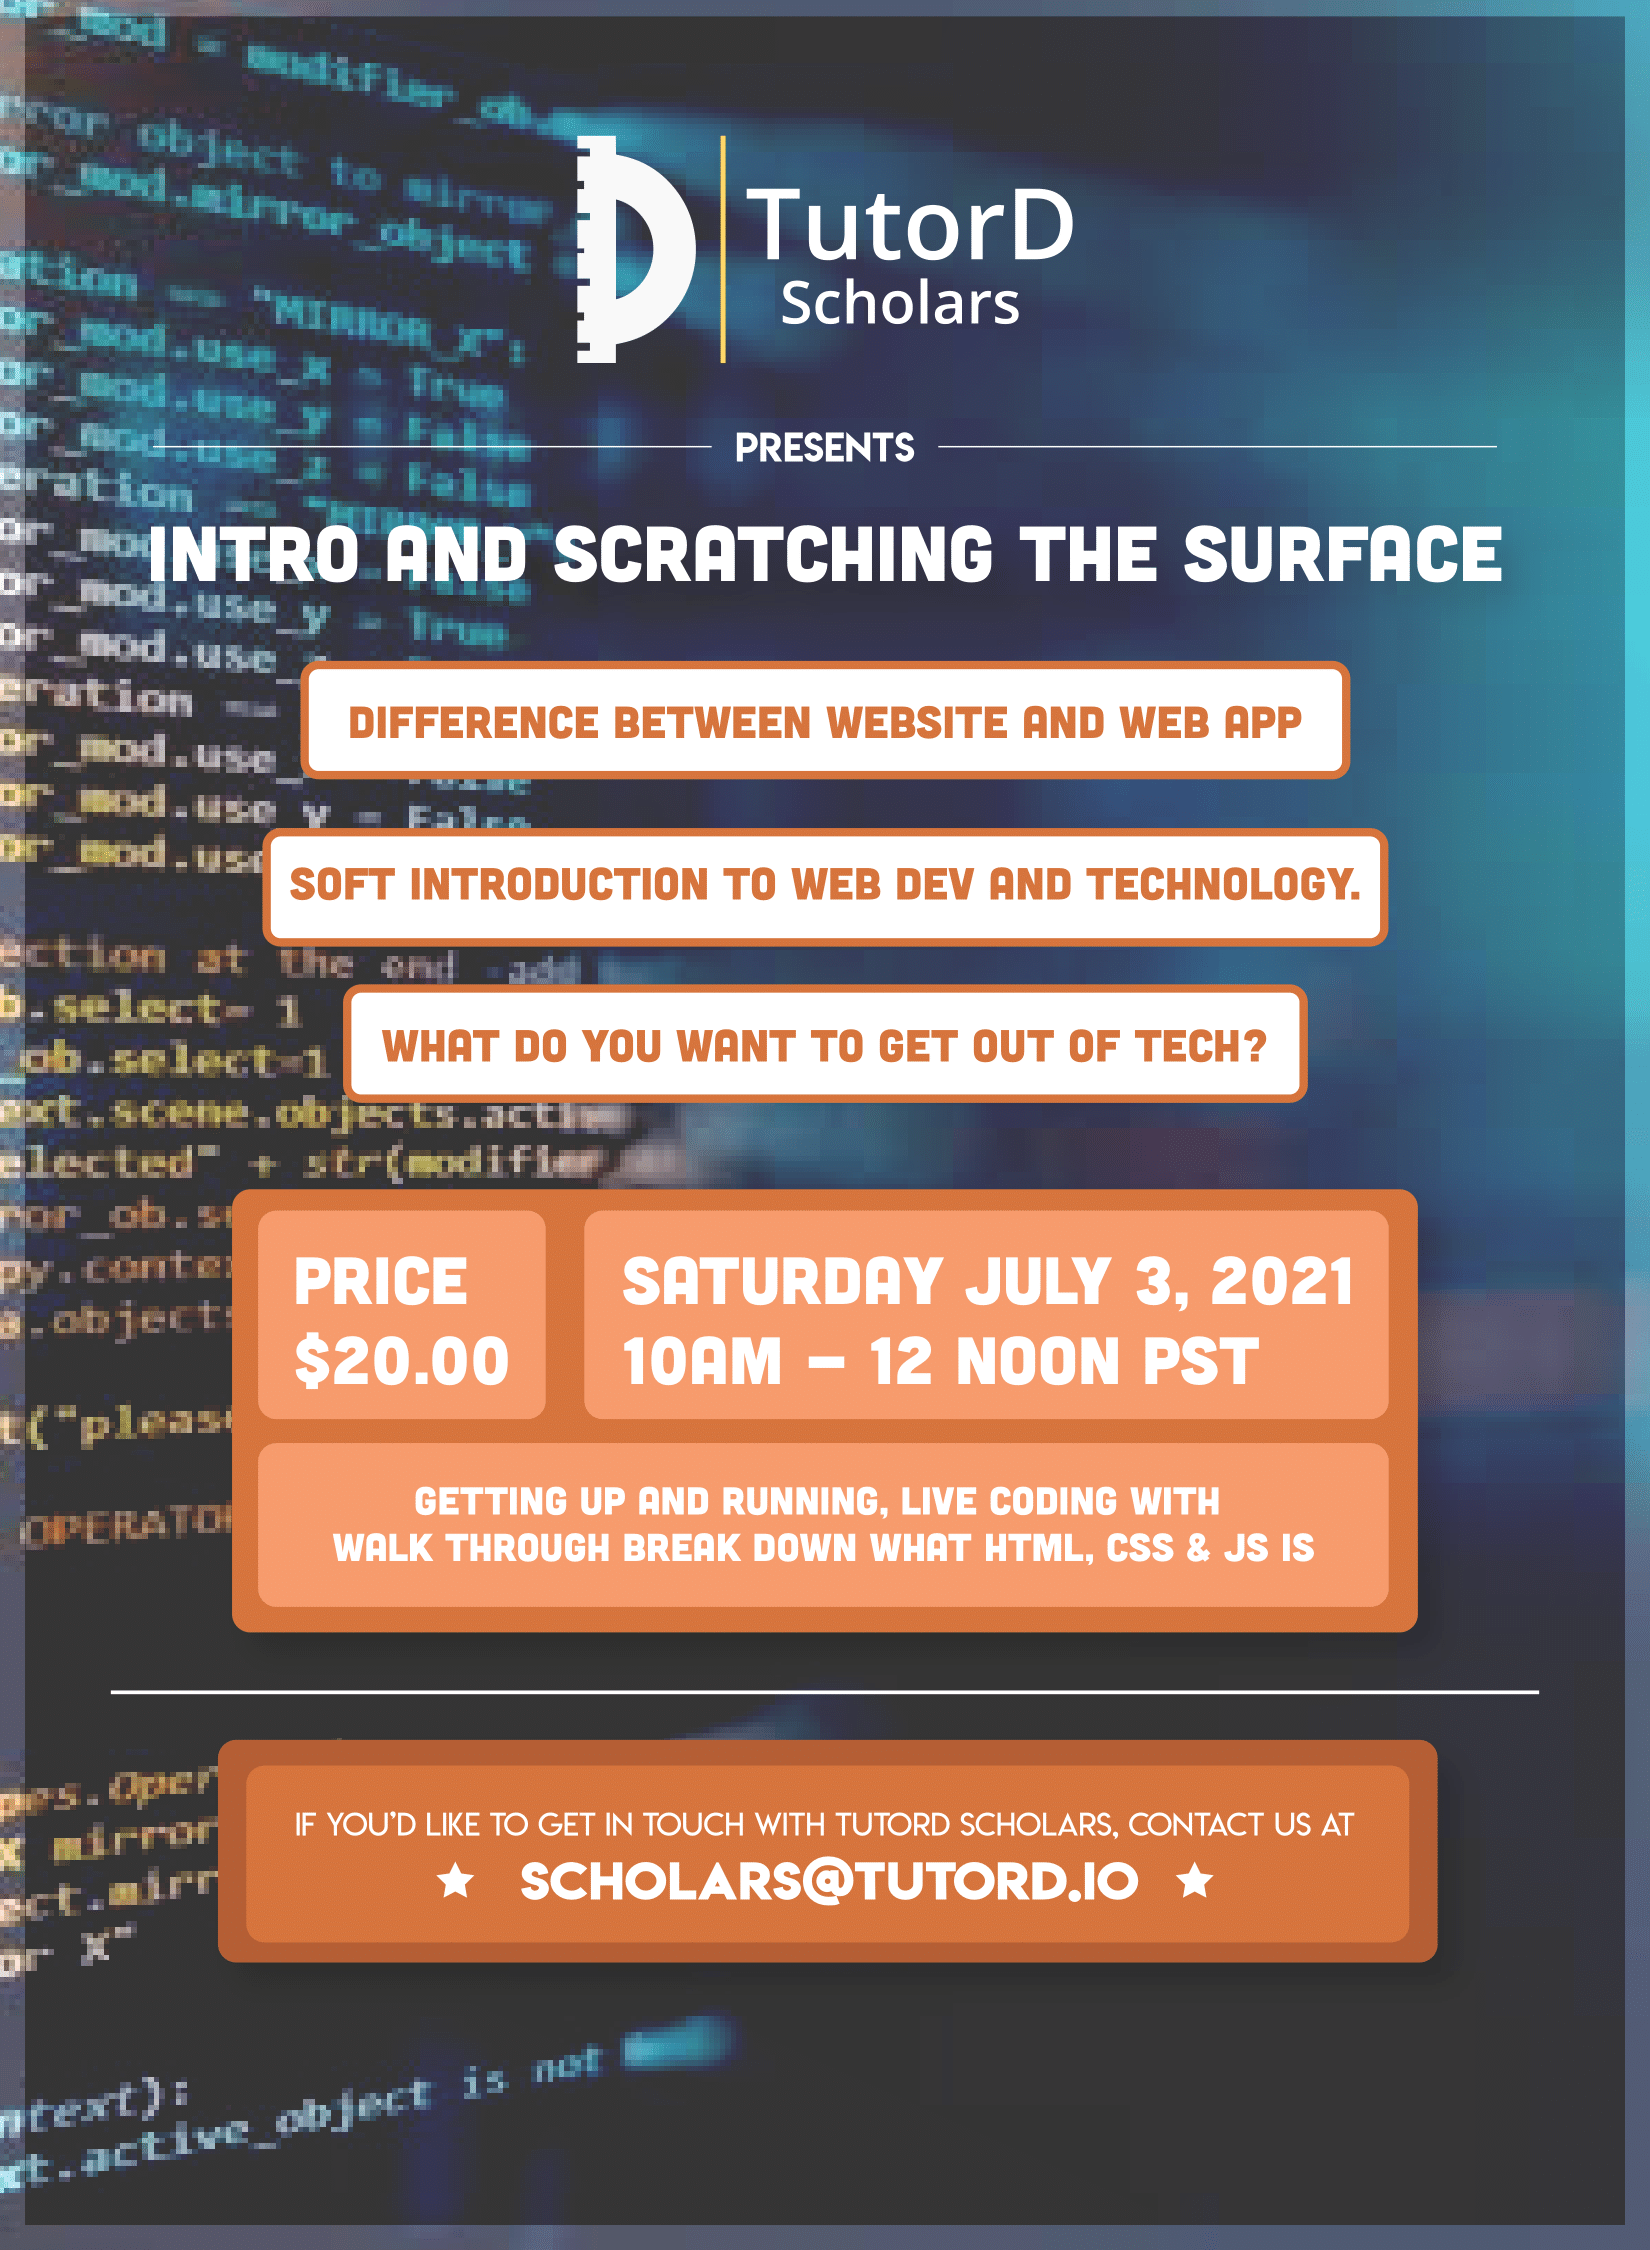 TutorD
Scholars
PRESENTS
INTRO AND SCRATCHING THE SURFACE
DIFFERENCE BETWEEN WEBSITE AND WEB APP
SOFT INTRODUCTION TO WEB DEV AND TECHNOLOGY.
WHAT DO YOU WANT TO GET OUT OF TECH?
PRICE
$20.00
SATURDAY JULY 3, 2021
10AM – 12 NOON PST
GETTING UP AND RUNNING, LIVE CODING WITH
WALK THROUGH BREAK DOWN WHAT HTML, CSS & JS IS
IF YOU'D LIKE TO GET IN TOUCH WITH TUTORD SCHOLARS, CONTACT US AT
SCHOLARS@TUTORD.IO